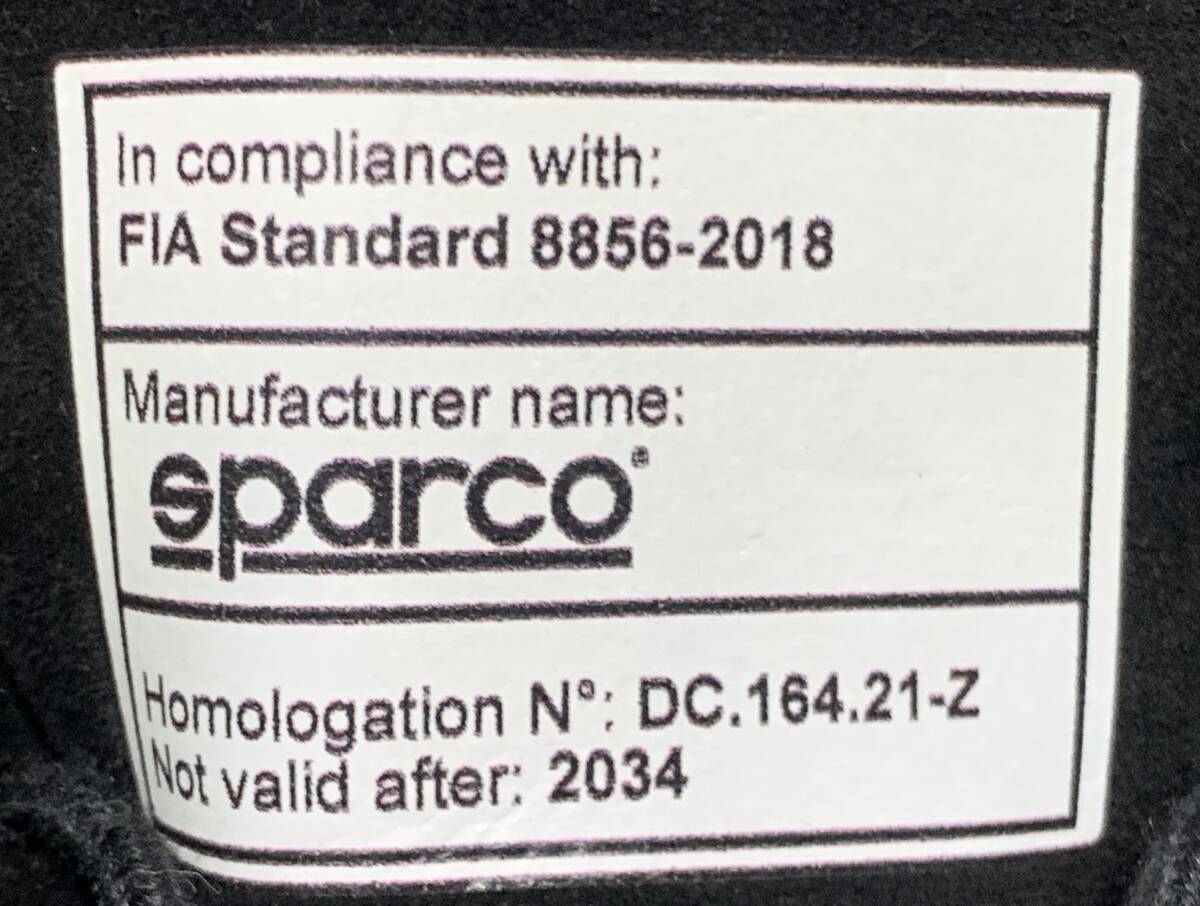 In compliance with:
FIA Standard 8856-2018
Manufacturer name:
sparco®
Homologation N°: DC.164.21-Z
Not valid after: 2034